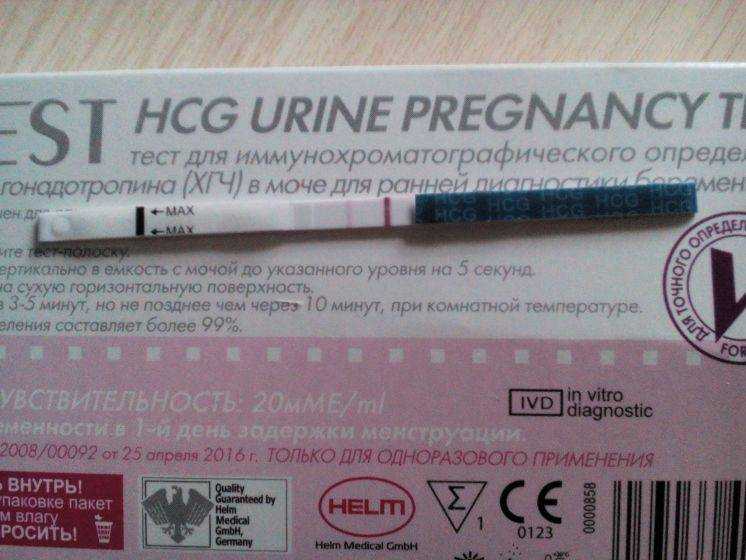 EST HCG URINE PREGNANCY T
тест для иммунохроматографического опреде
гонадотропина (ХГЧ) в моче для ранней диагностики беремен
←MAX
←MAX
HCG HCG HCG HCG HCG
ите тест-полоску.
ертикально в емкость с мочой до указанного уровня на 5 секунд.
на сухую горизонтальную поверхность.
з 3-5 минут, но не позднее чем через 10 минут, при комнатной температуре.
еления составляет более 99%.
ДЛЯ ТОЧНОГО ОПРЕДЕЛ
FOR
УВСТВИТЕЛЬНОСТЬ: 20мМЕ/ml
еменности в 1-й день задержки менструации.
2008/00092 от 25 апреля 2016 г. ТОЛЬКО ДЛЯ ОДНОРАЗОВОГО ПРИМЕНЕНИЯ
IVD in vitro
diagnostic
Ь ВНУТРЬ!
упаковке пакет
м влагу
РОСИТЬ!
Quality
Guaranteed by
Helm
Medical
GmbH,
Germany
HELM
Helm Medical GmbH
Σ 1
CE
0123
0000858